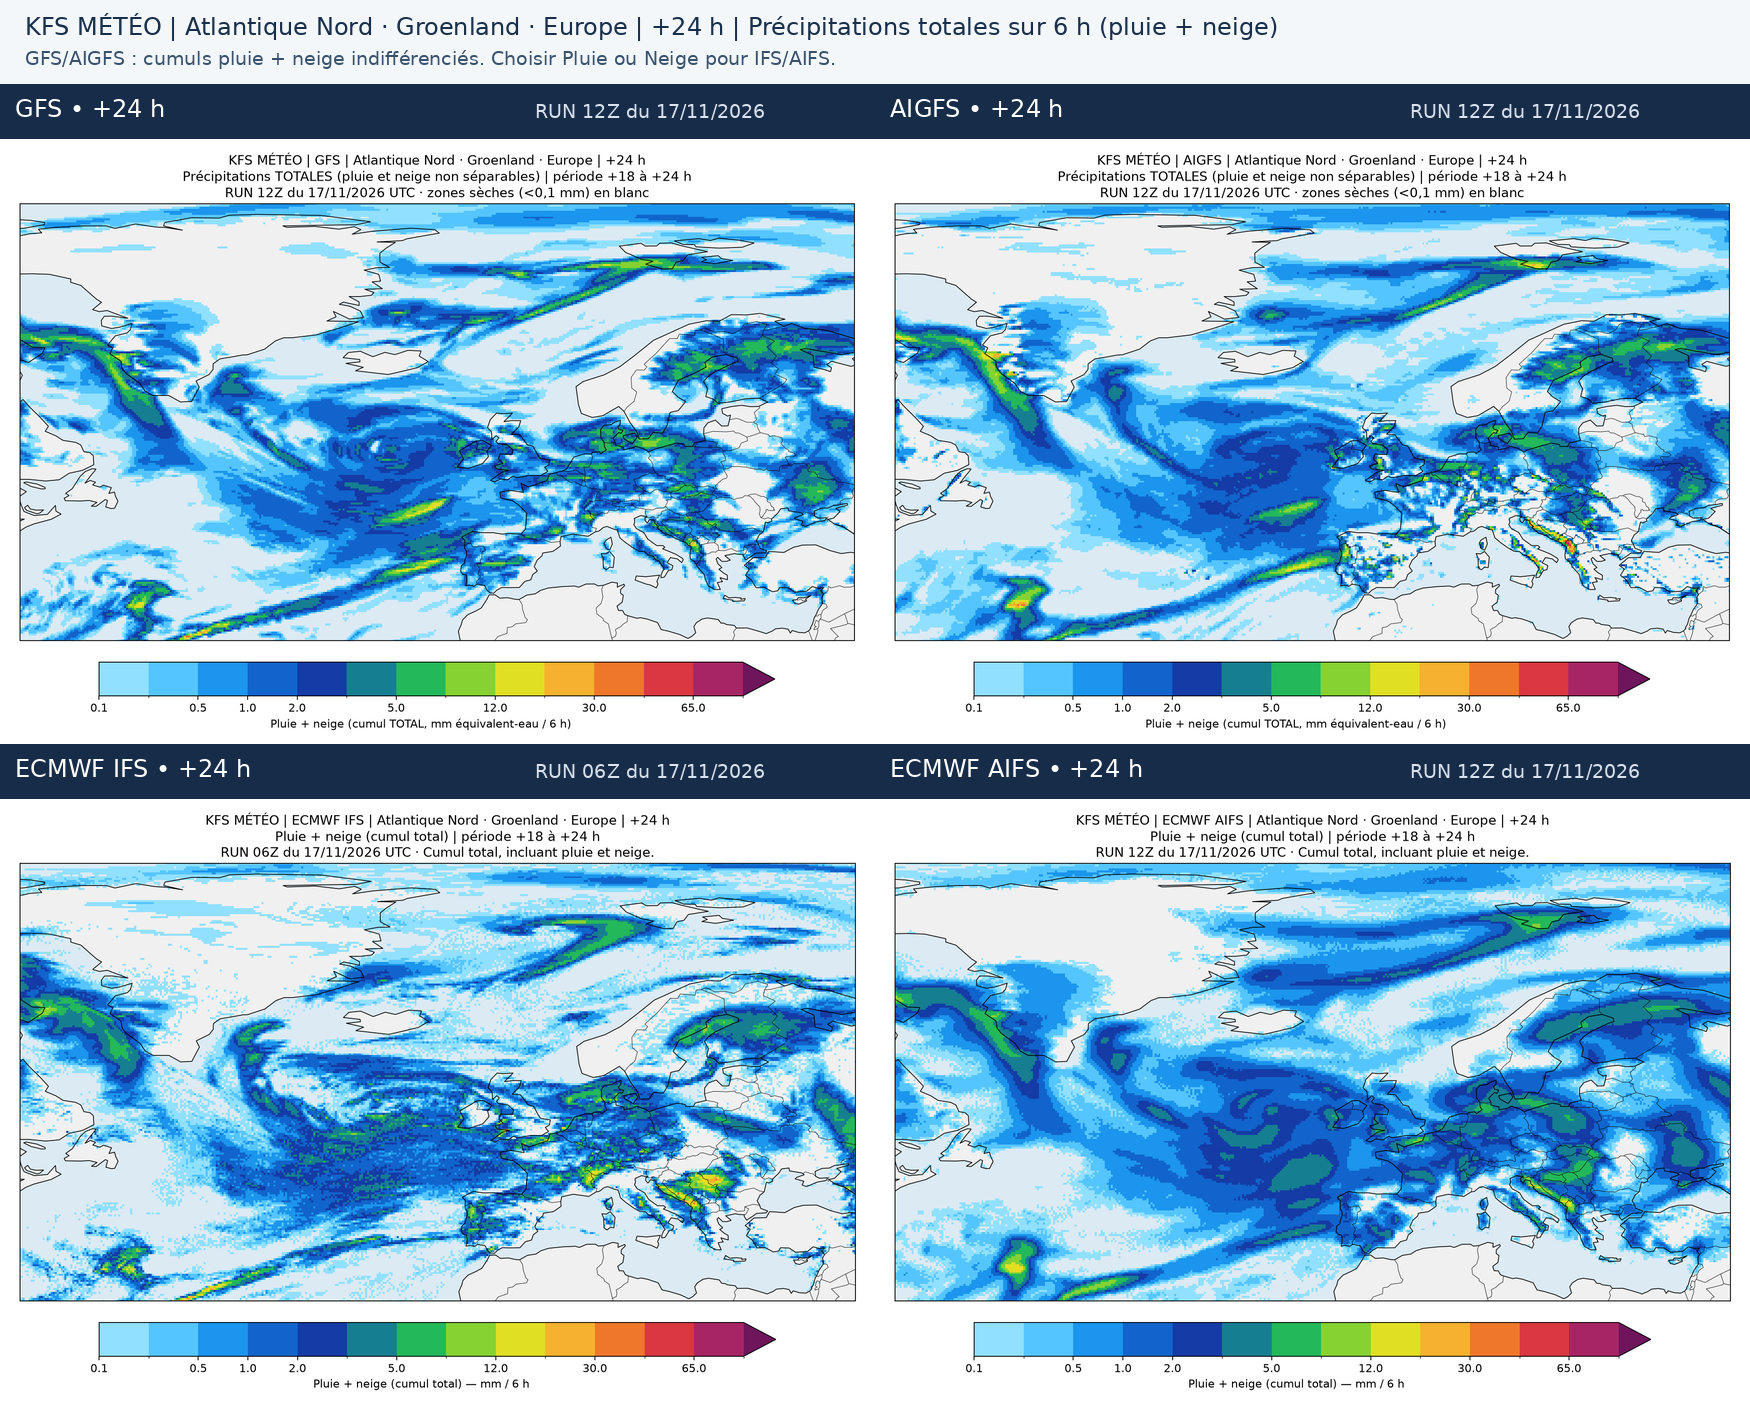 KFS MÉTÉO | Atlantique Nord · Groenland · Europe | +24 h | Précipitations totales sur 6 h (pluie + neige)
GFS/AIGFS : cumuls pluie + neige indifférenciés. Choisir Pluie ou Neige pour IFS/AIFS.
GFS • +24 h
RUN 12Z du 17/11/2026
KFS MÉTÉO | GFS | Atlantique Nord · Groenland · Europe | +24 h
Précipitations TOTALES (pluie et neige non séparables) | période +18 à +24 h
RUN 12Z du 17/11/2026 UTC · zones sèches (<0,1 mm) en blanc
0.1 0.5 1.0 2.0 5.0 12.0 30.0 65.0
Pluie + neige (cumul TOTAL, mm équivalent-eau / 6 h)
AIGFS • +24 h
RUN 12Z du 17/11/2026
KFS MÉTÉO | AIGFS | Atlantique Nord · Groenland · Europe | +24 h
Précipitations TOTALES (pluie et neige non séparables) | période +18 à +24 h
RUN 12Z du 17/11/2026 UTC · zones sèches (<0,1 mm) en blanc
0.1 0.5 1.0 2.0 5.0 12.0 30.0 65.0
Pluie + neige (cumul TOTAL, mm équivalent-eau / 6 h)
ECMWF IFS • +24 h
RUN 06Z du 17/11/2026
KFS MÉTÉO | ECMWF IFS | Atlantique Nord · Groenland · Europe | +24 h
Pluie + neige (cumul total) | période +18 à +24 h
RUN 06Z du 17/11/2026 UTC · Cumul total, incluant pluie et neige.
0.1 0.5 1.0 2.0 5.0 12.0 30.0 65.0
Pluie + neige (cumul total) — mm / 6 h
ECMWF AIFS • +24 h
RUN 12Z du 17/11/2026
KFS MÉTÉO | ECMWF AIFS | Atlantique Nord · Groenland · Europe | +24 h
Pluie + neige (cumul total) | période +18 à +24 h
RUN 12Z du 17/11/2026 UTC · Cumul total, incluant pluie et neige.
0.1 0.5 1.0 2.0 5.0 12.0 30.0 65.0
Pluie + neige (cumul total) — mm / 6 h